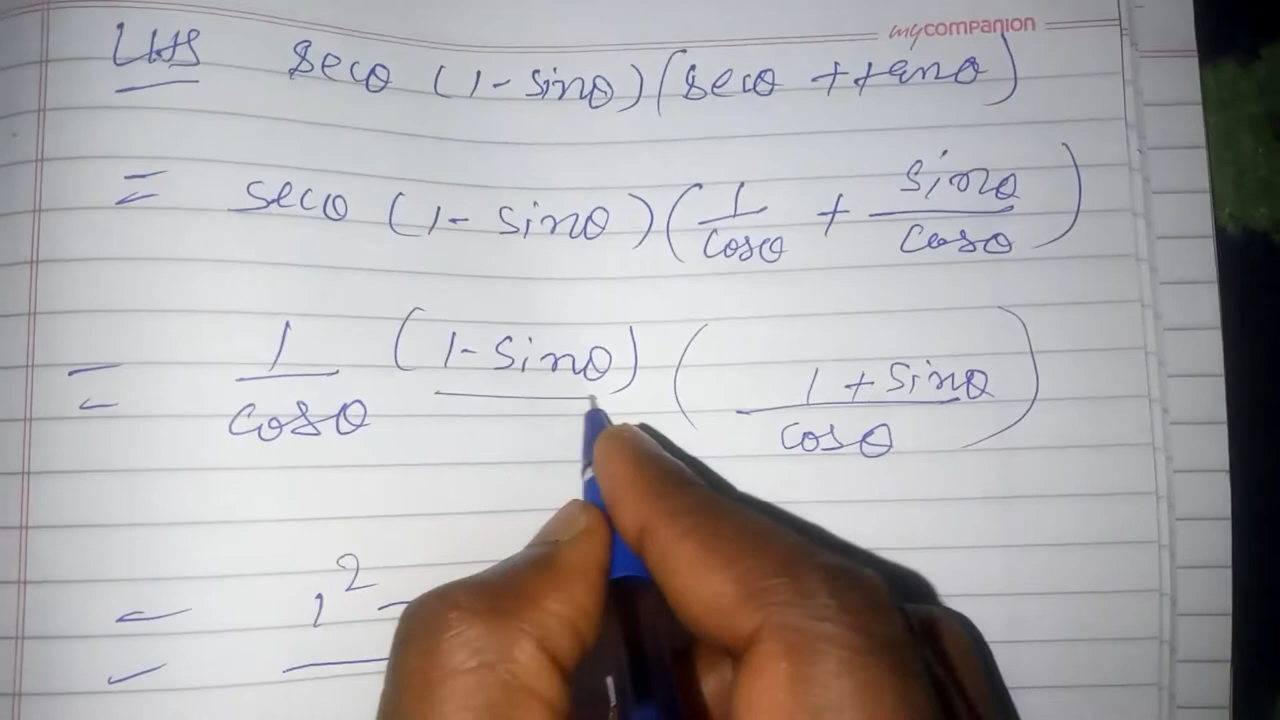 mycompanion
LHS secθ (1 - sinθ) (secθ + tanθ)
= secθ (1 - sinθ) (1/cosθ + sinθ/cosθ)
= 1/cosθ (1 - sinθ) (1 + sinθ/cosθ)
= 1² -